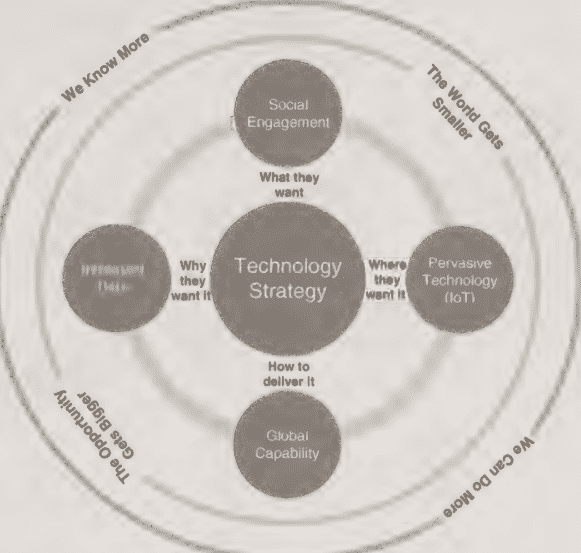 We Know More
The World Gets
Smaller
Social
Engagement
What they
want
Why
they
want it
Technology
Strategy
Where
they
want it
Pervasive
Technology
(IoT)
How to
deliver it
Global
Capability
The Opportunity
Gets Bigger
We Can Do More